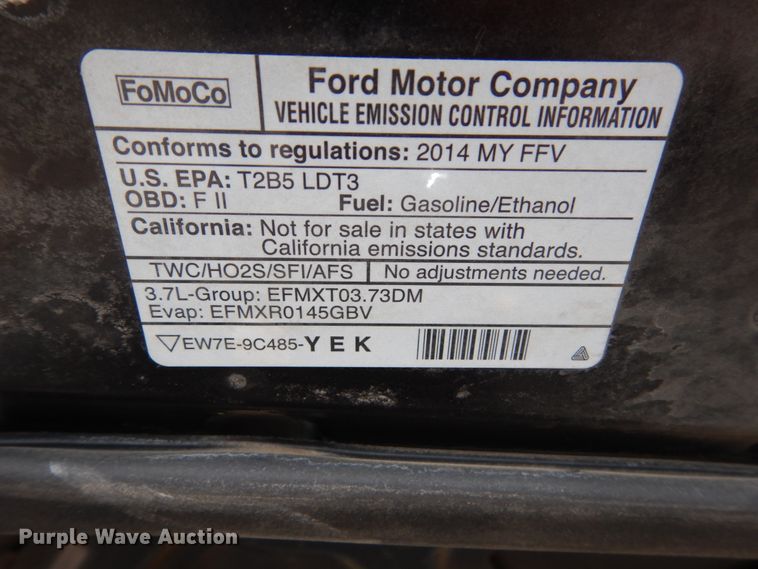 FoMoCo
Ford Motor Company
VEHICLE EMISSION CONTROL INFORMATION
Conforms to regulations: 2014 MY FFV
U.S. EPA: T2B5 LDT3
OBD: F II Fuel: Gasoline/Ethanol
California: Not for sale in states with
California emissions standards.
TWC/HO2S/SFI/AFS No adjustments needed.
3.7L-Group: EFMXT03.73DM
Evap: EFMXR0145GBV
EW7E-9C485-YEK
Purple Wave Auction